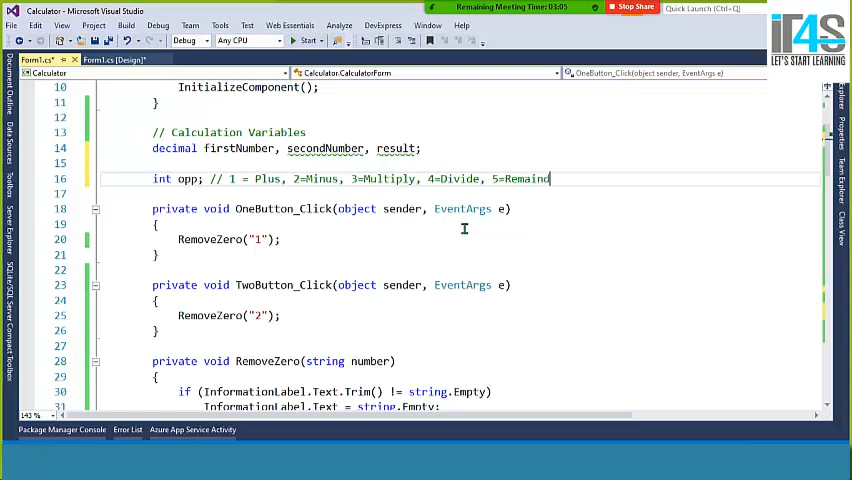 Calculator - Microsoft Visual Studio
Remaining Meeting Time: 03:05
Stop Share
Quick Launch (Ctrl+Q)
IT4S
LET'S START LEARNING
File Edit View Project Build Debug Team Tools Test Web Essentials Analyze DevExpress Window Help
Debug Any CPU Start
Form1.cs* Form1.cs [Design]*
Calculator Calculator.CalculatorForm OneButton_Click(object sender, EventArgs e)
10 InitializeComponent();
11 }
12
13 // Calculation Variables
14 decimal firstNumber, secondNumber, result;
15
16 int opp; // 1 = Plus, 2=Minus, 3=Multiply, 4=Divide, 5=Remaind
17
18 private void OneButton_Click(object sender, EventArgs e)
19 {
20 RemoveZero("1");
21 }
22
23 private void TwoButton_Click(object sender, EventArgs e)
24 {
25 RemoveZero("2");
26 }
27
28 private void RemoveZero(string number)
29 {
30 if (InformationLabel.Text.Trim() != string.Empty)
31 InformationLabel.Text = string.Empty;
143 %
Package Manager Console Error List Azure App Service Activity
Document Outline
Data Sources
Toolbox
Server Explorer
SQLite/SQL Server Compact Toolbox
Explorer
Properties
Team Explorer
Class View